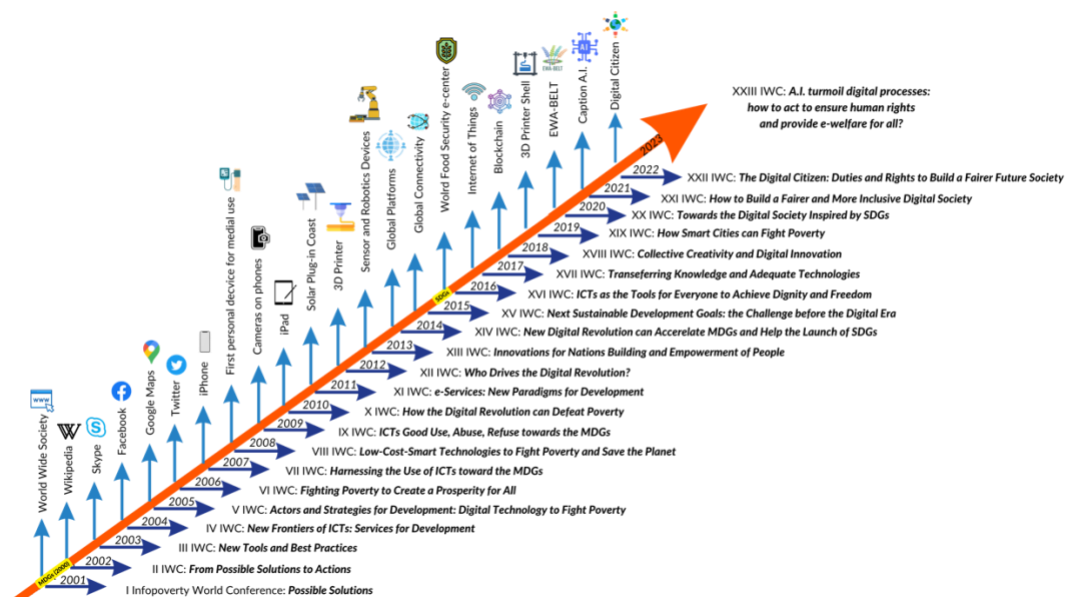 XXIII IWC: A.I. turmoil digital processes:
how to act to ensure human rights
and provide e-welfare for all?
2023
2022
XXII IWC: The Digital Citizen: Duties and Rights to Build a Fairer Future Society
2021
XXI IWC: How to Build a Fairer and More Inclusive Digital Society
2020
XX IWC: Towards the Digital Society Inspired by SDGs
2019
XIX IWC: How Smart Cities can Fight Poverty
2018
XVIII IWC: Collective Creativity and Digital Innovation
2017
XVII IWC: Transeferring Knowledge and Adequate Technologies
2016
XVI IWC: ICTs as the Tools for Everyone to Achieve Dignity and Freedom
SDGs
2015
XV IWC: Next Sustainable Development Goals: the Challenge before the Digital Era
2014
XIV IWC: New Digital Revolution can Accerelate MDGs and Help the Launch of SDGs
2013
XIII IWC: Innovations for Nations Building and Empowerment of People
2012
XII IWC: Who Drives the Digital Revolution?
2011
XI IWC: e-Services: New Paradigms for Development
2010
X IWC: How the Digital Revolution can Defeat Poverty
2009
IX IWC: ICTs Good Use, Abuse, Refuse towards the MDGs
2008
VIII IWC: Low-Cost-Smart Technologies to Fight Poverty and Save the Planet
2007
VII IWC: Harnessing the Use of ICTs toward the MDGs
2006
VI IWC: Fighting Poverty to Create a Prosperity for All
2005
V IWC: Actors and Strategies for Development: Digital Technology to Fight Poverty
2004
IV IWC: New Frontiers of ICTs: Services for Development
2003
III IWC: New Tools and Best Practices
2002
II IWC: From Possible Solutions to Actions
MDGs (2000)
2001
I Infopoverty World Conference: Possible Solutions
World Wide Society
WWW
Wikipedia
W
Skype
S
Facebook
Google Maps
Twitter
iPhone
First personal decvice for medial use
Cameras on phones
iPad
Solar Plug-in Coast
3D Printer
Sensor and Robotics Devices
Global Platforms
Global Connectivity
Wolrd Food Security e-center
Internet of Things
Blockchain
3D Printer Shell
EWA-BELT
EWA-BELT
Caption A.I.
AI
Digital Citizen